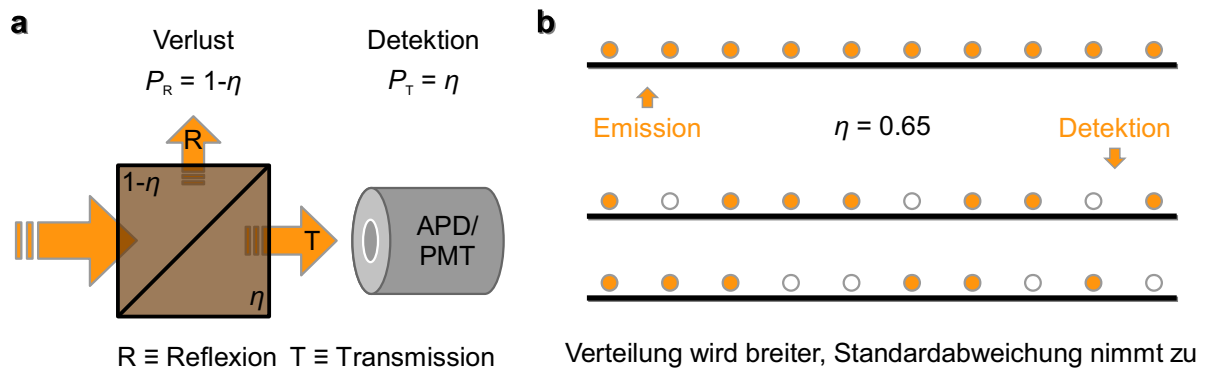 a
Verlust
P_R = 1-η
Detektion
P_T = η
R
1-η
T
η
APD/
PMT
R ≡ Reflexion T ≡ Transmission
b
Emission
η = 0.65
Detektion
Verteilung wird breiter, Standardabweichung nimmt zu